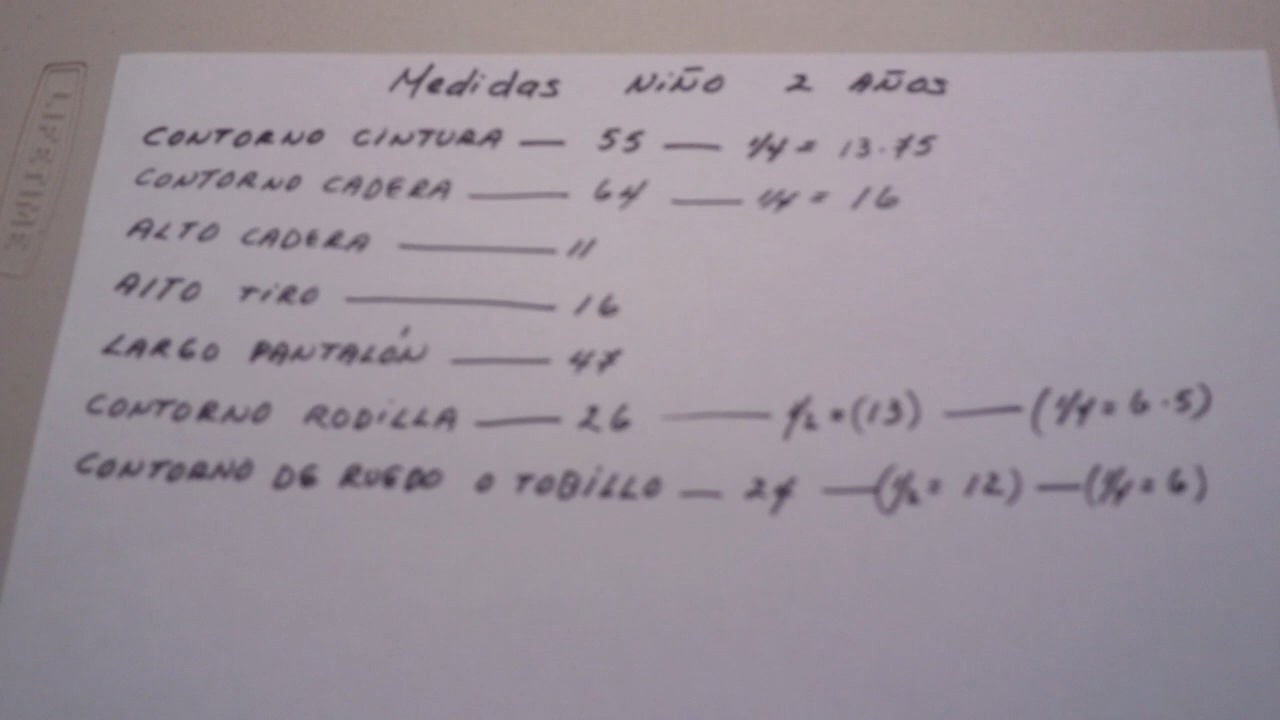 Medidas Niño 2 AÑOS
CONTORNO CINTURA — 55 — 1/4 = 13.75
CONTORNO CADERA — 64 — 1/4 = 16
ALTO CADERA — 11
ALTO TIRO — 16
LARGO PANTALÓN — 47
CONTORNO RODILLA — 26 — 1/2 = (13) — (1/4 = 6.5)
CONTORNO DE RUEDO O TOBILLO — 24 — (1/2 = 12) — (1/4 = 6)
LIFETIME